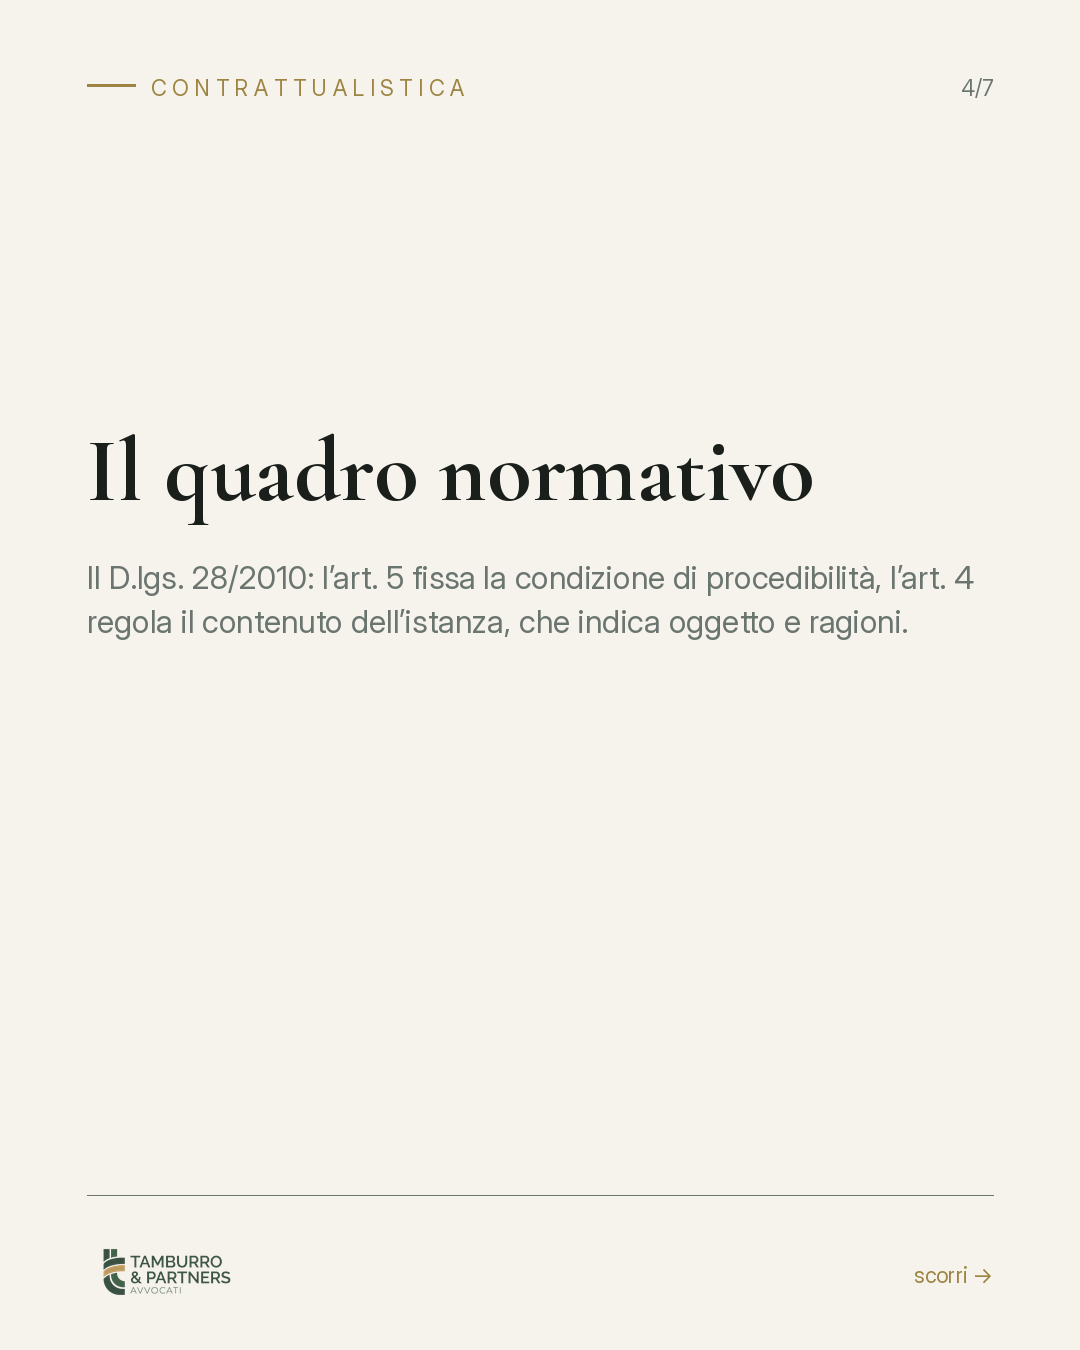 CONTRATTUALISTICA
4/7
Il quadro normativo
Il D.lgs. 28/2010: l’art. 5 fissa la condizione di procedibilità, l’art. 4
regola il contenuto dell’istanza, che indica oggetto e ragioni.
TAMBURRO
& PARTNERS
AVVOCATI
scorri →